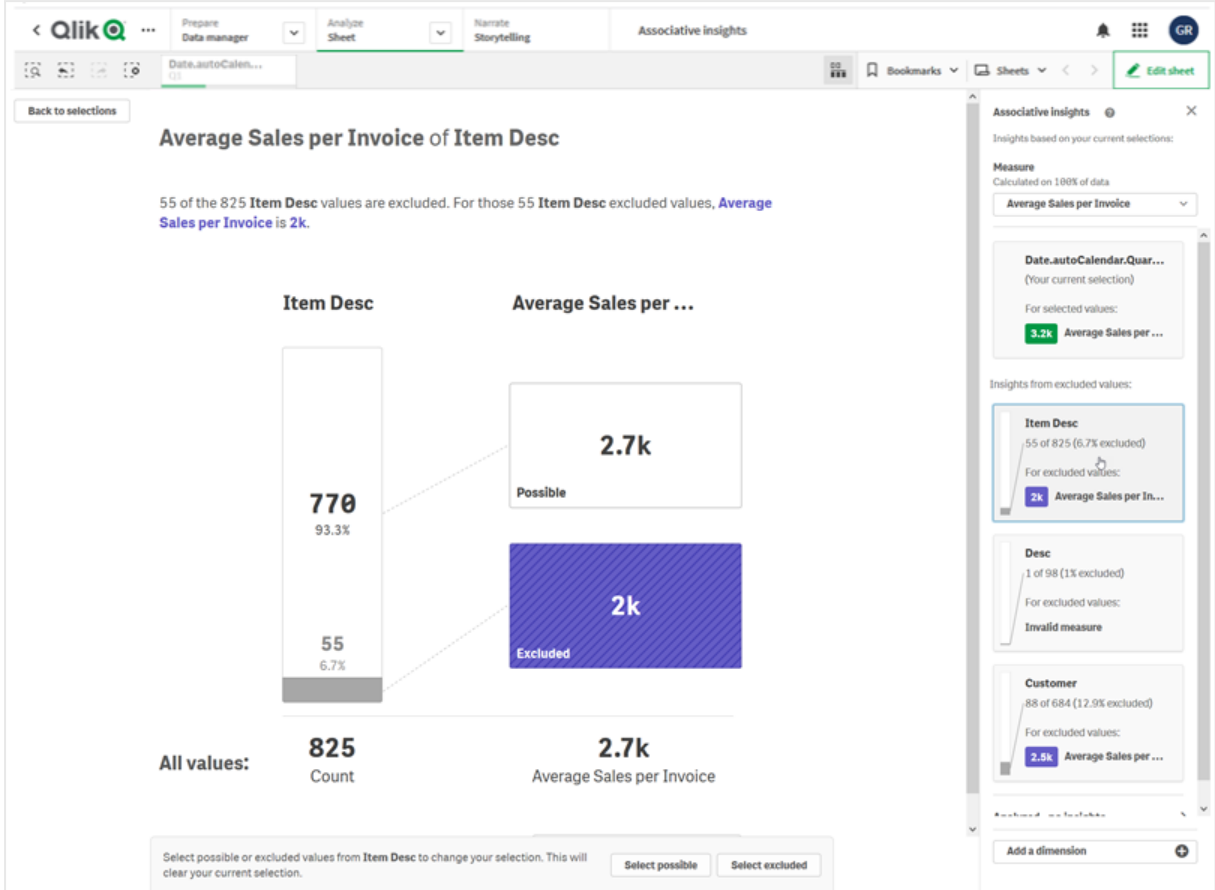 Qlik
Prepare
Data manager
Analyze
Sheet
Narrate
Storytelling
Associative insights
GR
Date.autoCalen...
Q1
Bookmarks
Sheets
Edit sheet
Back to selections
Average Sales per Invoice of Item Desc
55 of the 825 Item Desc values are excluded. For those 55 Item Desc excluded values, Average
Sales per Invoice is 2k.
Item Desc
Average Sales per ...
770
93.3%
2.7k
Possible
55
6.7%
2k
Excluded
All values:
825
Count
2.7k
Average Sales per Invoice
Select possible or excluded values from Item Desc to change your selection. This will
clear your current selection.
Select possible
Select excluded
Associative insights
Insights based on your current selections:
Measure
Calculated on 100% of data
Average Sales per Invoice
Date.autoCalendar.Quar...
(Your current selection)
For selected values:
3.2k Average Sales per ...
Insights from excluded values:
Item Desc
55 of 825 (6.7% excluded)
For excluded values:
2k Average Sales per In...
Desc
1 of 98 (1% excluded)
For excluded values:
Invalid measure
Customer
88 of 684 (12.9% excluded)
For excluded values:
2.5k Average Sales per ...
Add a dimension